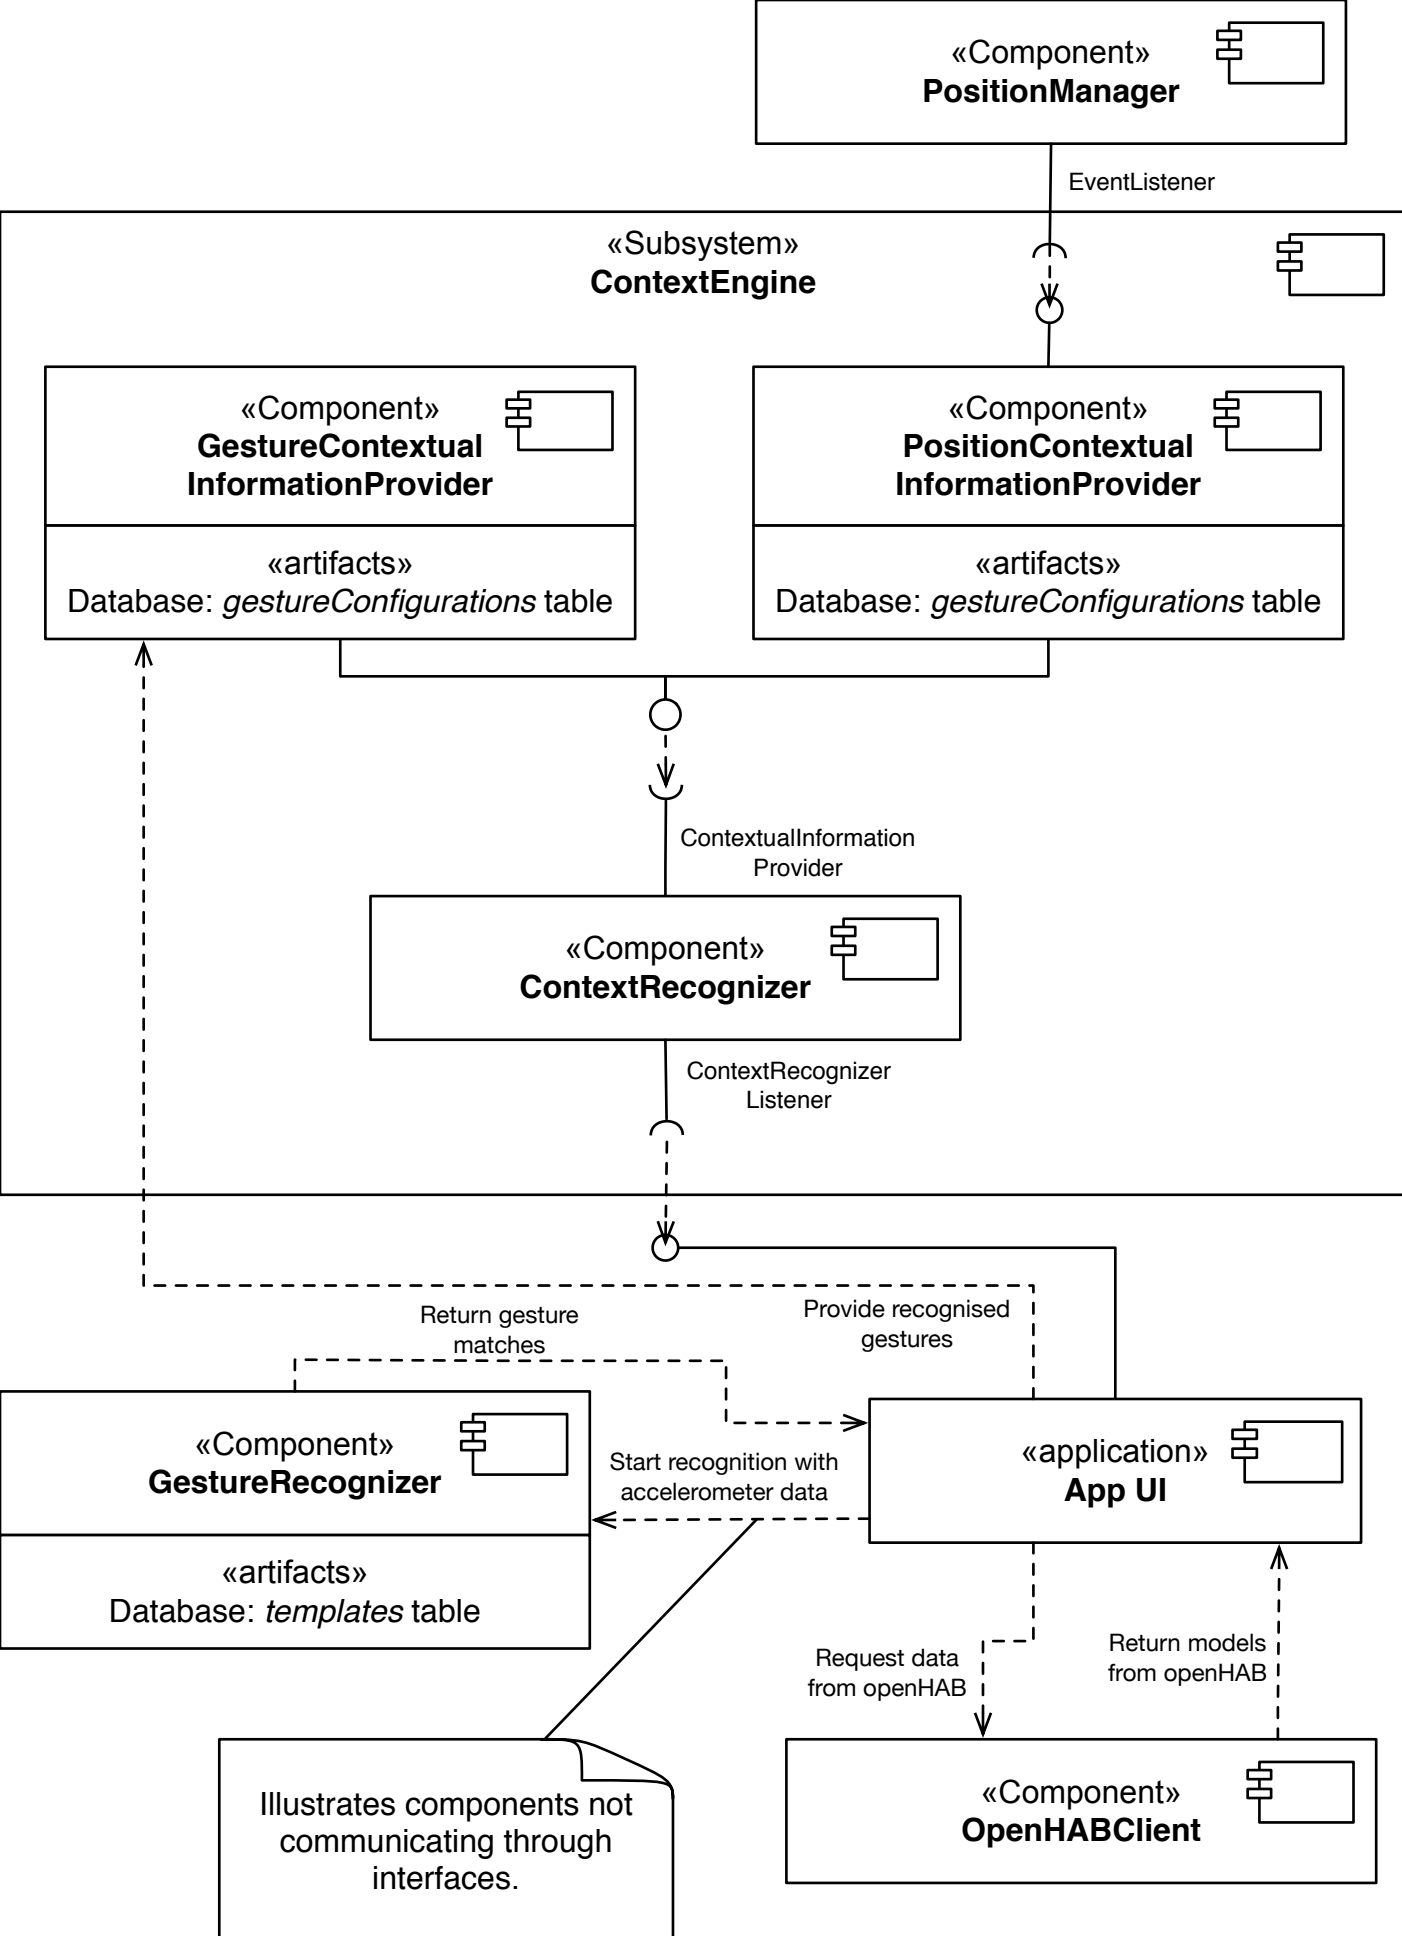 «Component»
PositionManager
EventListener
«Subsystem»
ContextEngine
«Component»
GestureContextual
InformationProvider
«artifacts»
Database: gestureConfigurations table
«Component»
PositionContextual
InformationProvider
«artifacts»
Database: gestureConfigurations table
ContextualInformation
Provider
«Component»
ContextRecognizer
ContextRecognizer
Listener
Return gesture
matches
Provide recognised
gestures
«Component»
GestureRecognizer
«artifacts»
Database: templates table
Start recognition with
accelerometer data
«application»
App UI
Request data
from openHAB
Return models
from openHAB
«Component»
OpenHABClient
Illustrates components not
communicating through
interfaces.